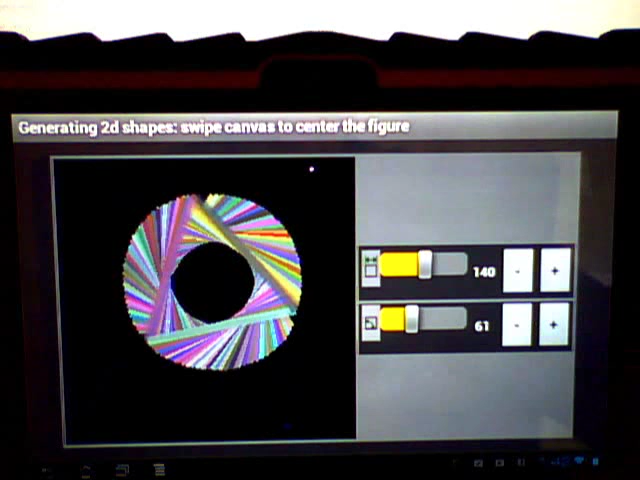 Generating 2d shapes: swipe canvas to center the figure
140 - +
61 - +